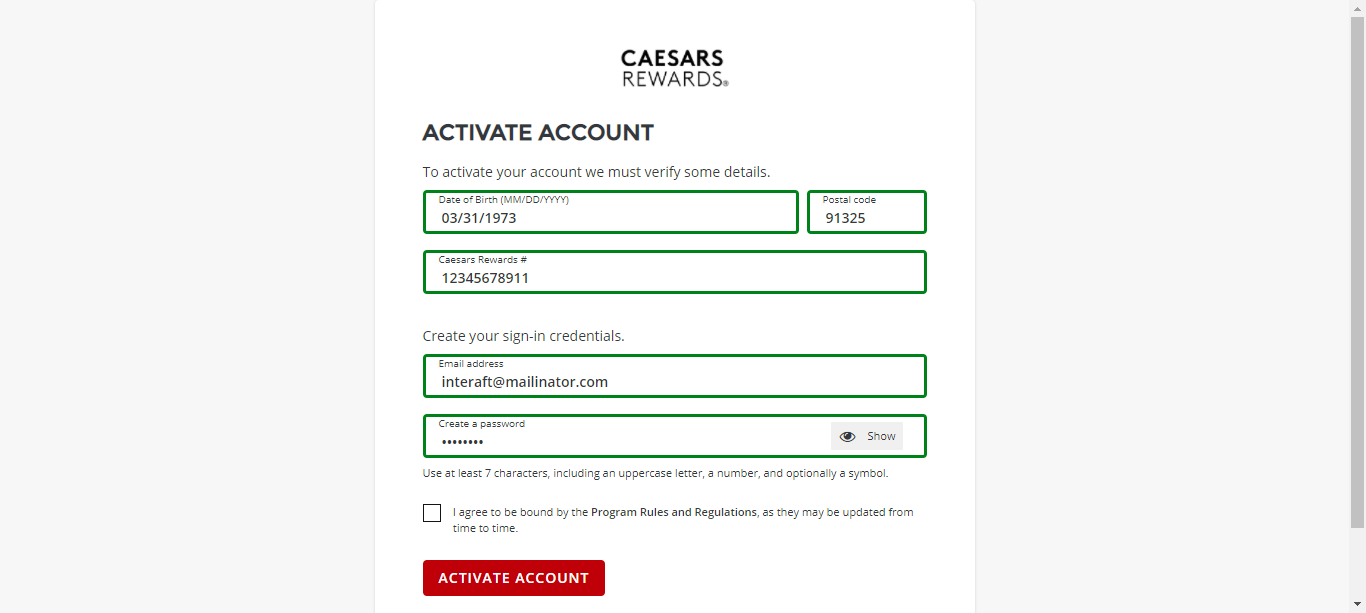 CAESARS
REWARDS®
ACTIVATE ACCOUNT
To activate your account we must verify some details.
Date of Birth (MM/DD/YYYY)
03/31/1973
Postal code
91325
Caesars Rewards #
12345678911
Create your sign-in credentials.
Email address
interaft@mailinator.com
Create a password
••••••••
Show
Use at least 7 characters, including an uppercase letter, a number, and optionally a symbol.
I agree to be bound by the Program Rules and Regulations, as they may be updated from
time to time.
ACTIVATE ACCOUNT